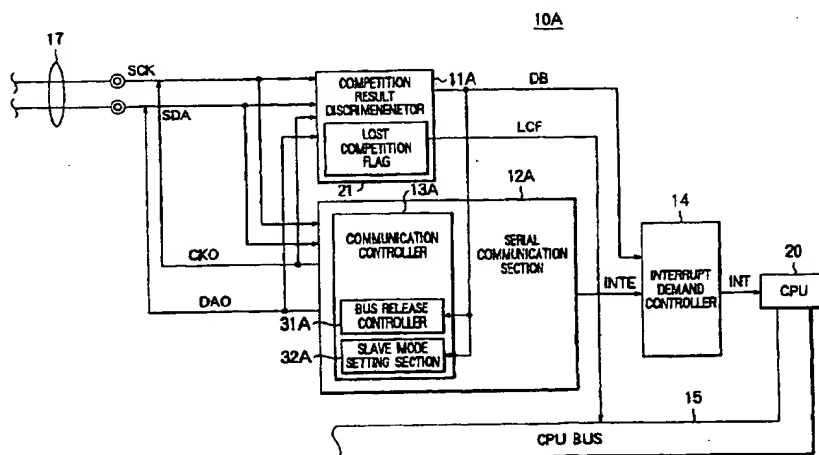 10A
17
SCK
SDA
COMPETITION
RESULT
DISCRIMENENETOR
11A
DB
LOST
COMPETITION
FLAG
LCF
21
13A
12A
14
COMMUNICATION
CONTROLLER
SERIAL
COMMUNICATION
SECTION
CKO
DAO
INTE
INTERRUPT
DEMAND
CONTROLLER
INT
20
CPU
31A
BUS RELEASE
CONTROLLER
32A
SLAVE MODE
SETTING SECTION
15
CPU BUS